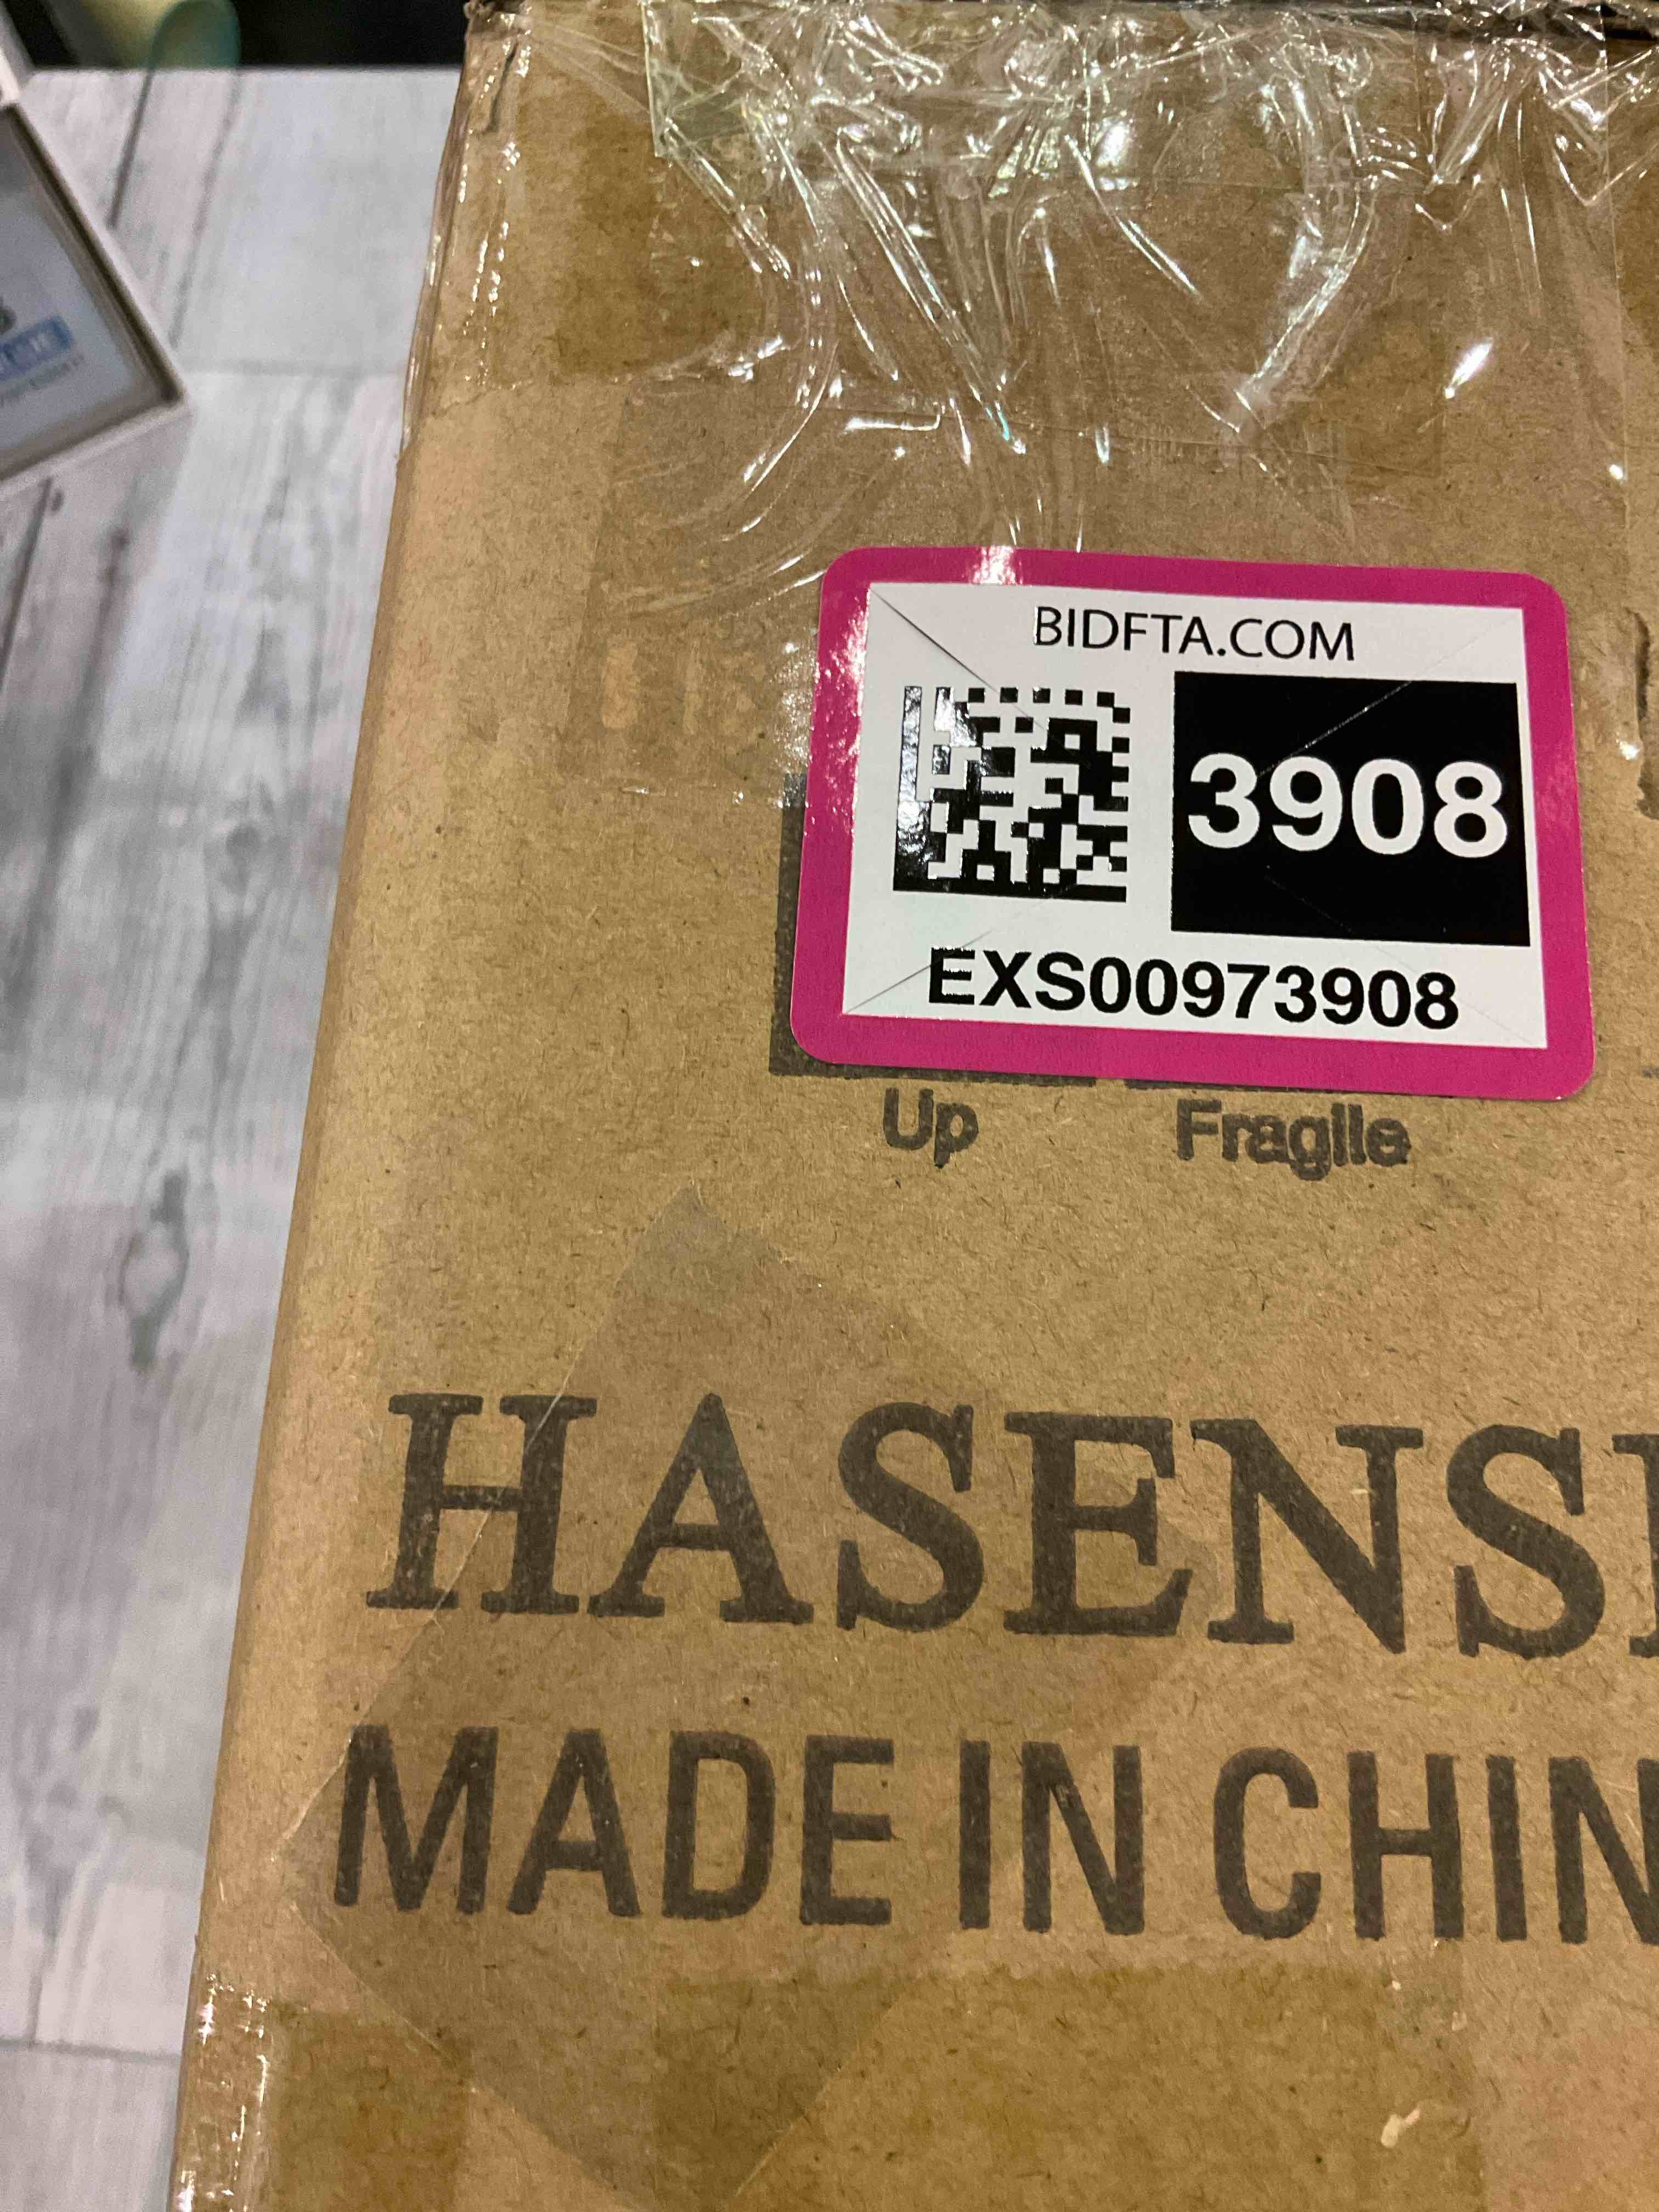 BIDFTA.COM
3908
EXS00973908
Up
Fragile
HASENS
MADE IN CHIN